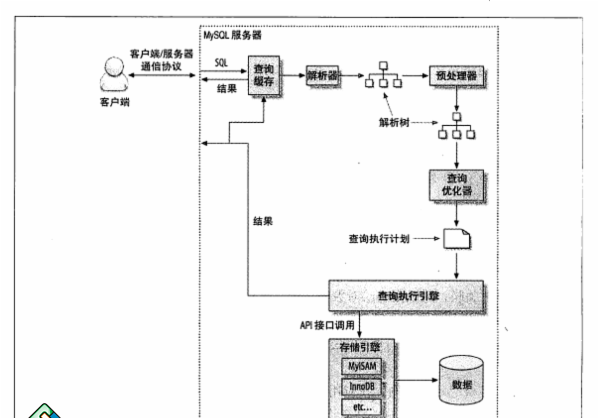 MySQL 服务器
客户端/服务器
通信协议
客户端
SQL
结果
查询
缓存
解析器
预处理器
解析树
查询
优化器
结果
查询执行计划
查询执行引擎
API 接口调用
存储引擎
MyISAM
InnoDB
etc...
数据